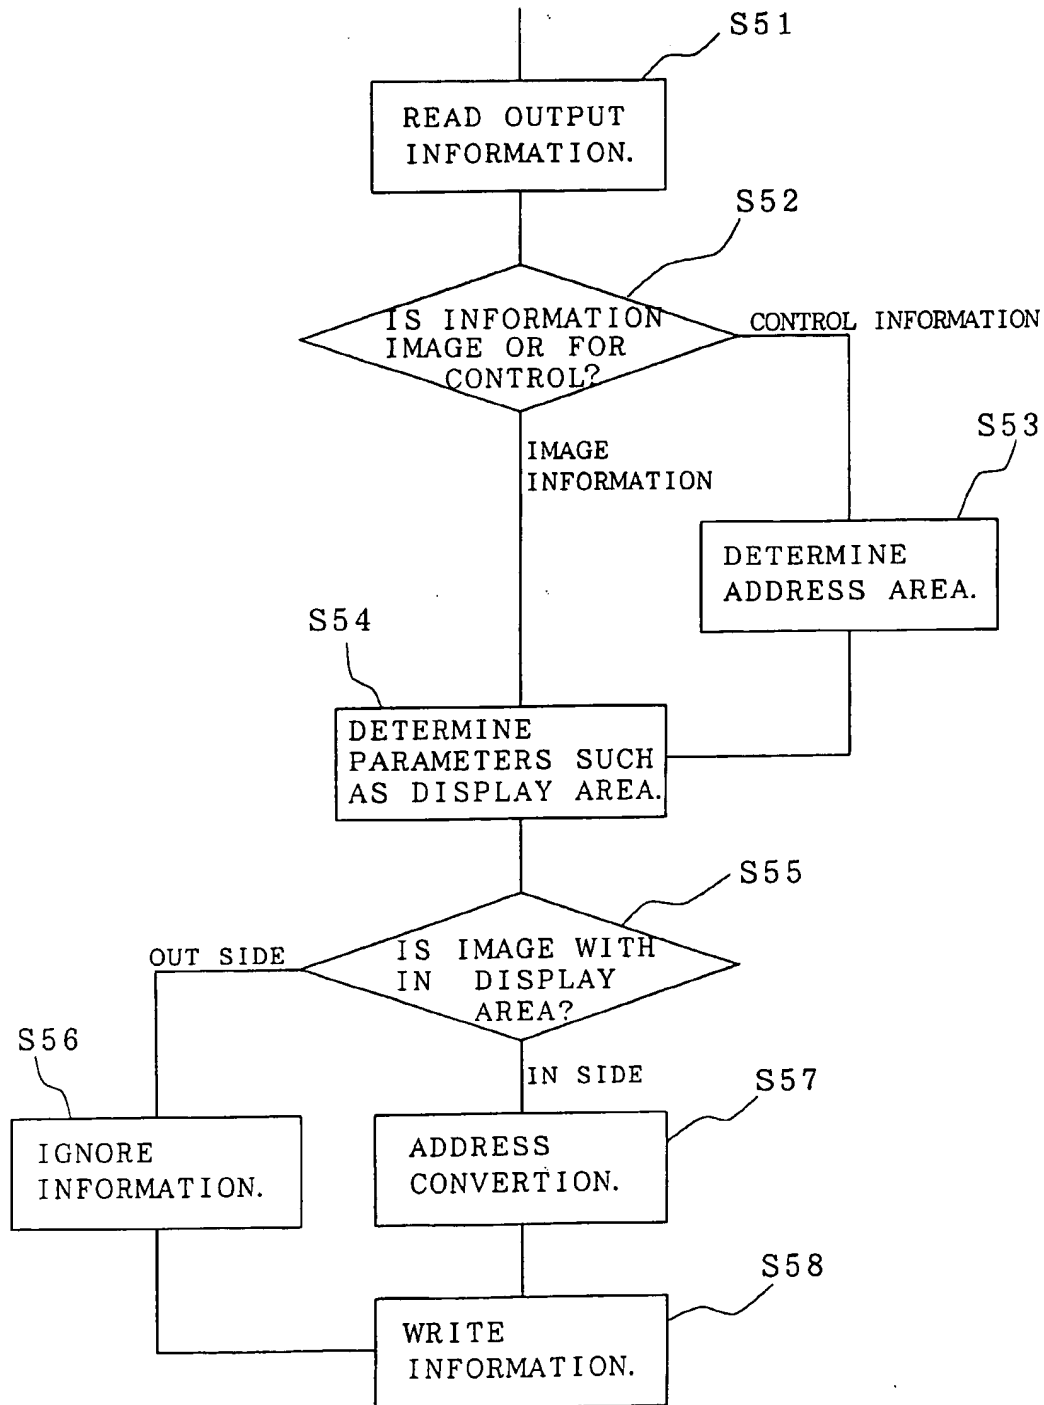 S51
READ OUTPUT
INFORMATION.
S52
IS INFORMATION
IMAGE OR FOR
CONTROL?
CONTROL INFORMATION
IMAGE
INFORMATION
S53
DETERMINE
ADDRESS AREA.
S54
DETERMINE
PARAMETERS SUCH
AS DISPLAY AREA.
S55
IS IMAGE WITH
IN DISPLAY
AREA?
OUT SIDE
S56
IGNORE
INFORMATION.
IN SIDE
S57
ADDRESS
CONVERTION.
S58
WRITE
INFORMATION.